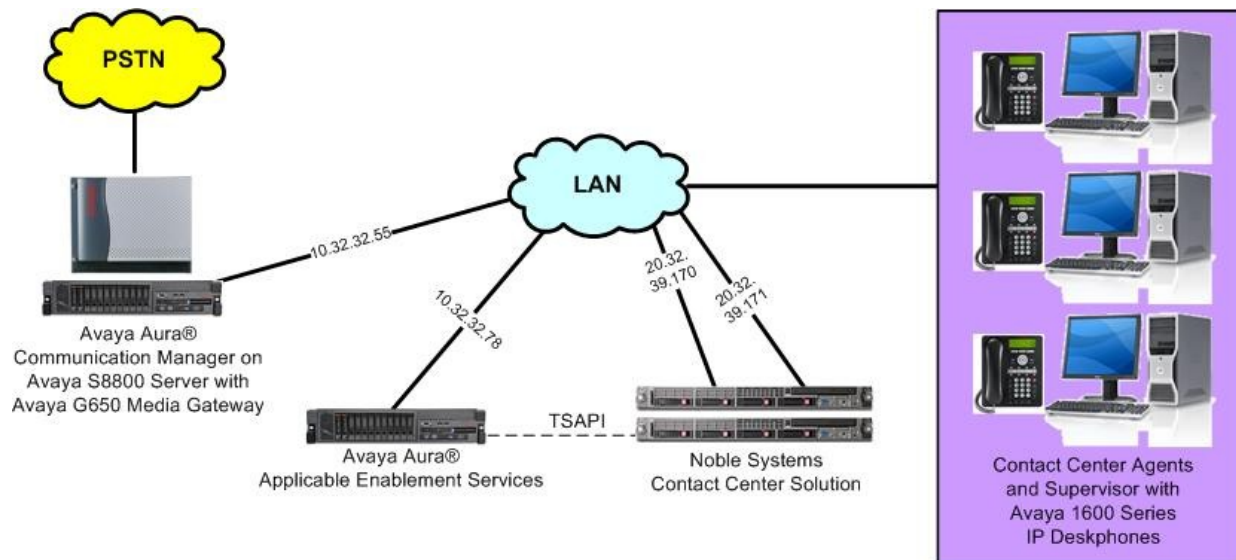 PSTN
LAN
10.32.32.55
10.32.32.78
20.32.
39.170
20.32.
39.171
Avaya Aura®
Communication Manager on
Avaya S8800 Server with
Avaya G650 Media Gateway
TSAPI
Avaya Aura®
Applicable Enablement Services
Noble Systems
Contact Center Solution
Contact Center Agents
and Supervisor with
Avaya 1600 Series
IP Deskphones